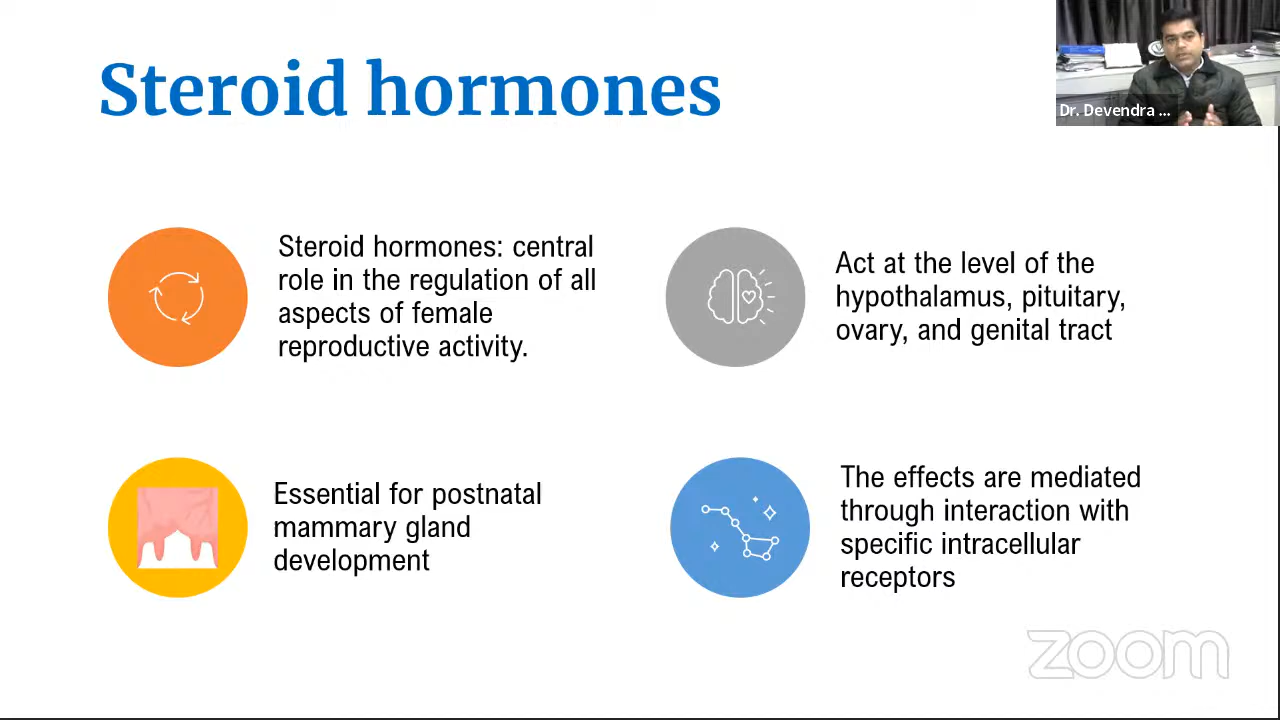 Steroid hormones
Dr. Devendra ...
Steroid hormones: central
role in the regulation of all
aspects of female
reproductive activity.
Act at the level of the
hypothalamus, pituitary,
ovary, and genital tract
Essential for postnatal
mammary gland
development
The effects are mediated
through interaction with
specific intracellular
receptors
zoom